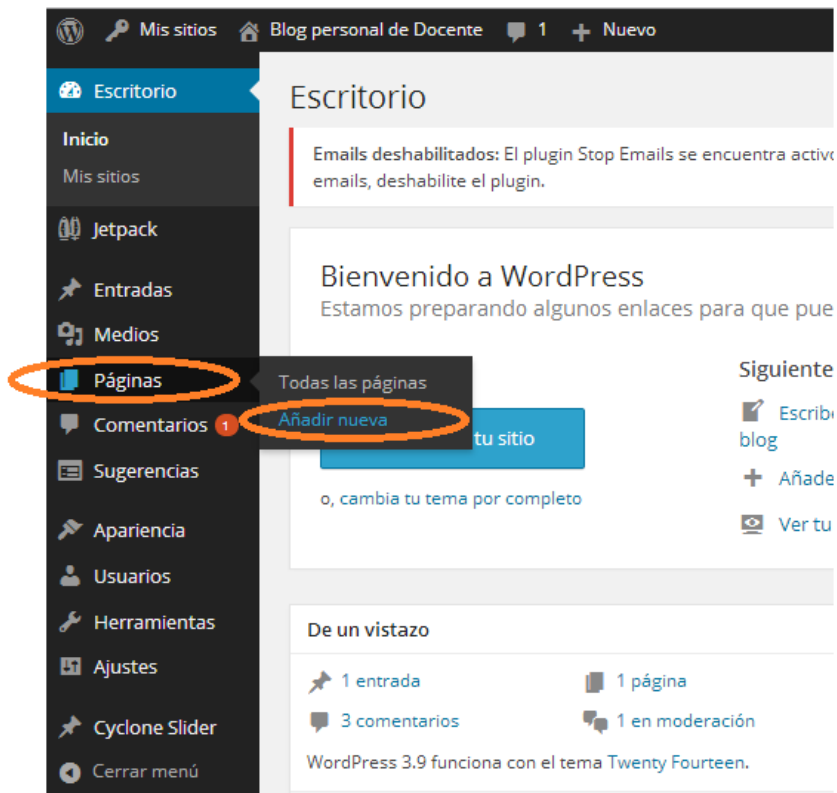 Mis sitios Blog personal de Docente 1 + Nuevo
Escritorio
Inicio
Mis sitios
Jetpack
Entradas
Medios
Páginas
Comentarios 1
Sugerencias
Apariencia
Usuarios
Herramientas
Ajustes
Cyclone Slider
Cerrar menú
Todas las páginas
Añadir nueva
Escritorio
Emails deshabilitados: El plugin Stop Emails se encuentra activo
emails, deshabilite el plugin.
Bienvenido a WordPress
Estamos preparando algunos enlaces para que pue
tu sitio
o, cambia tu tema por completo
Siguiente
Escribe
blog
Añade
Ver tu
De un vistazo
1 entrada
1 página
3 comentarios
1 en moderación
WordPress 3.9 funciona con el tema Twenty Fourteen.